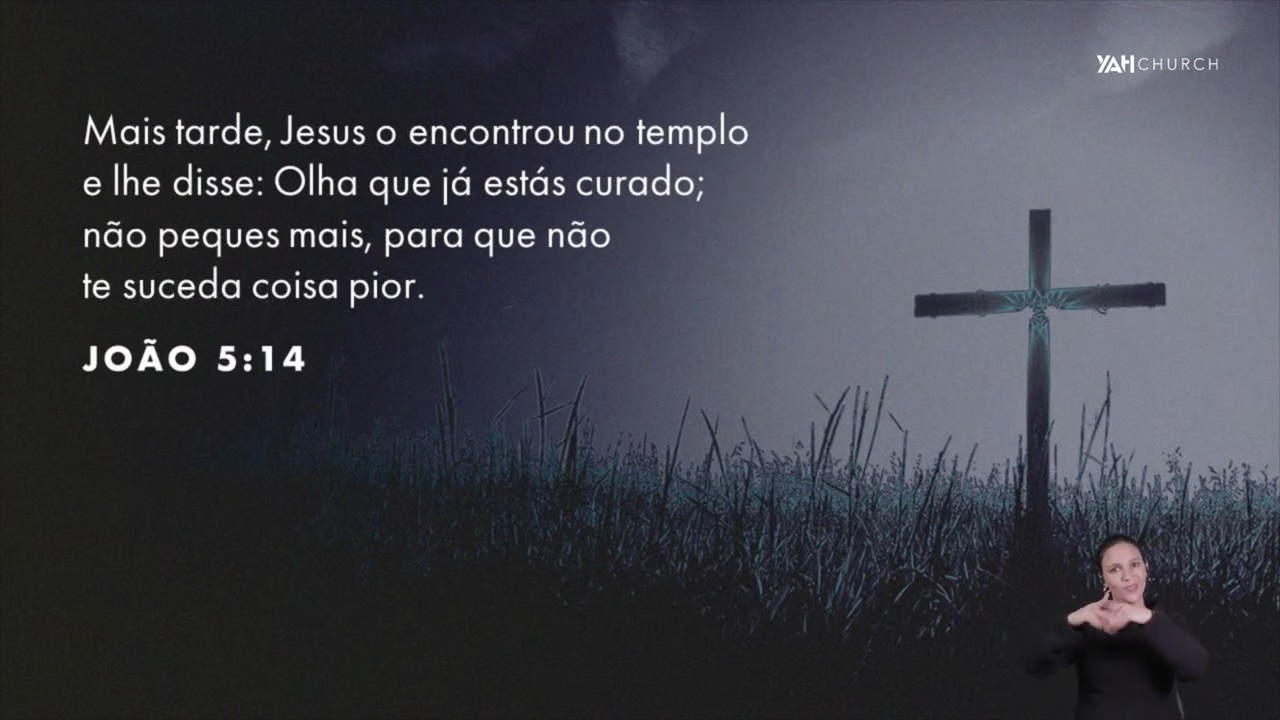 YAH CHURCH
Mais tarde, Jesus o encontrou no templo
e lhe disse: Olha que já estás curado;
não peques mais, para que não
te suceda coisa pior.
JOÃO 5:14